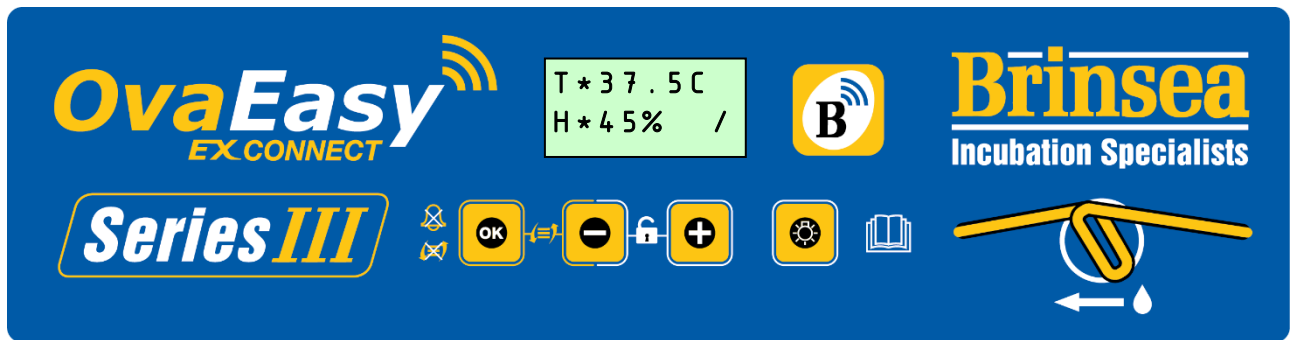 OvaEasy
EX CONNECT
T*37.5C
H*45% /
B
Brinsea
Incubation Specialists
Series III
OK